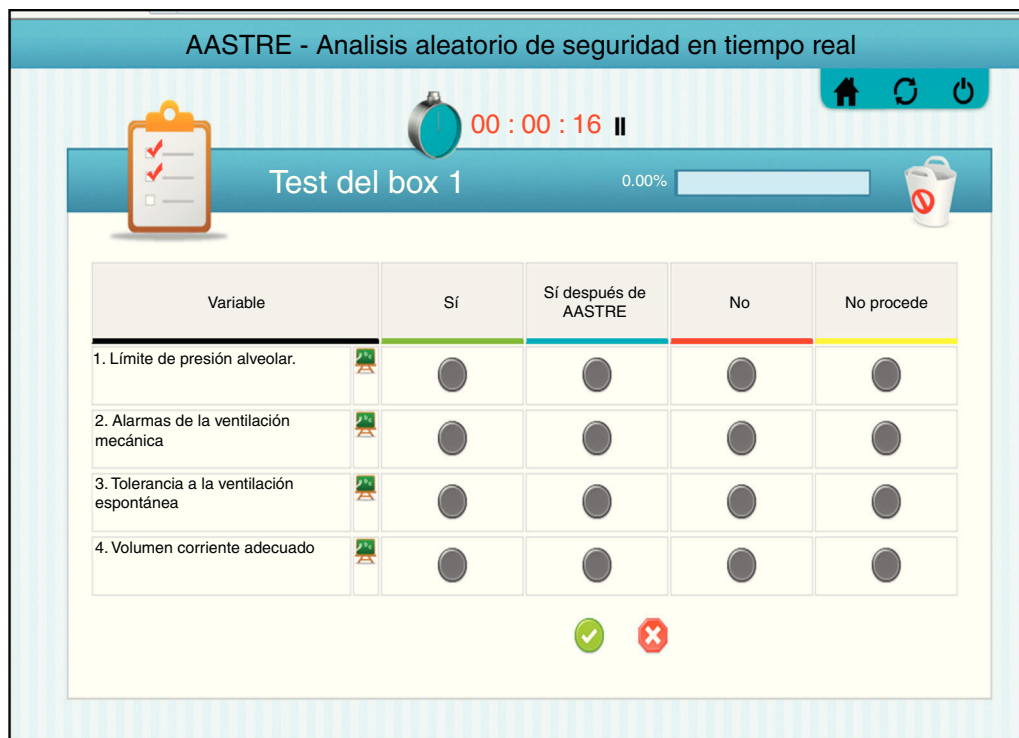 AASTRE - Analisis aleatorio de seguridad en tiempo real
00 : 00 : 16
Test del box 1
0.00%
Variable
Sí
Sí después de
AASTRE
No
No procede
1. Límite de presión alveolar.
2. Alarmas de la ventilación
mecánica
3. Tolerancia a la ventilación
espontánea
4. Volumen corriente adecuado